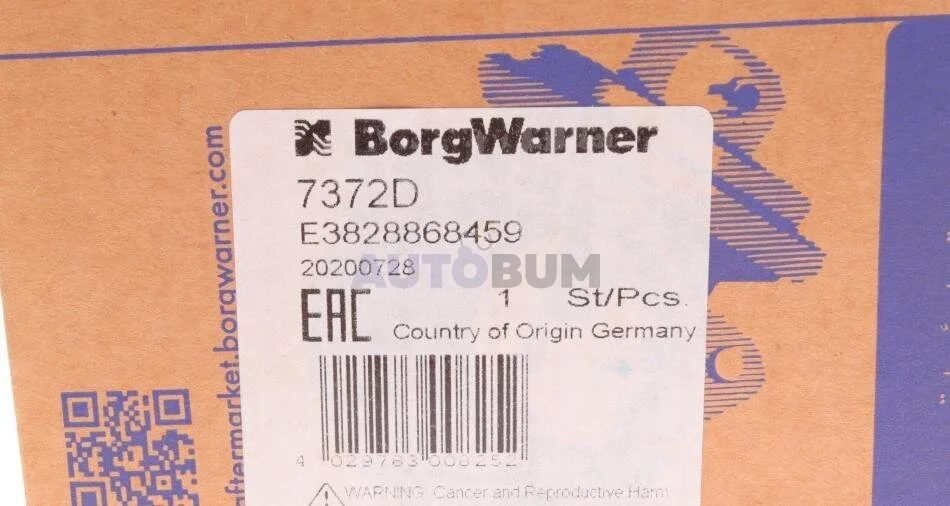 BorgWarner
7372D
E3828868459
20200728
AUTOBUM
EAC 1 St/Pcs.
Country of Origin Germany
4 029783 008252
WARNING: Cancer and Reproductive Harm
aftermarket.borgwarner.com